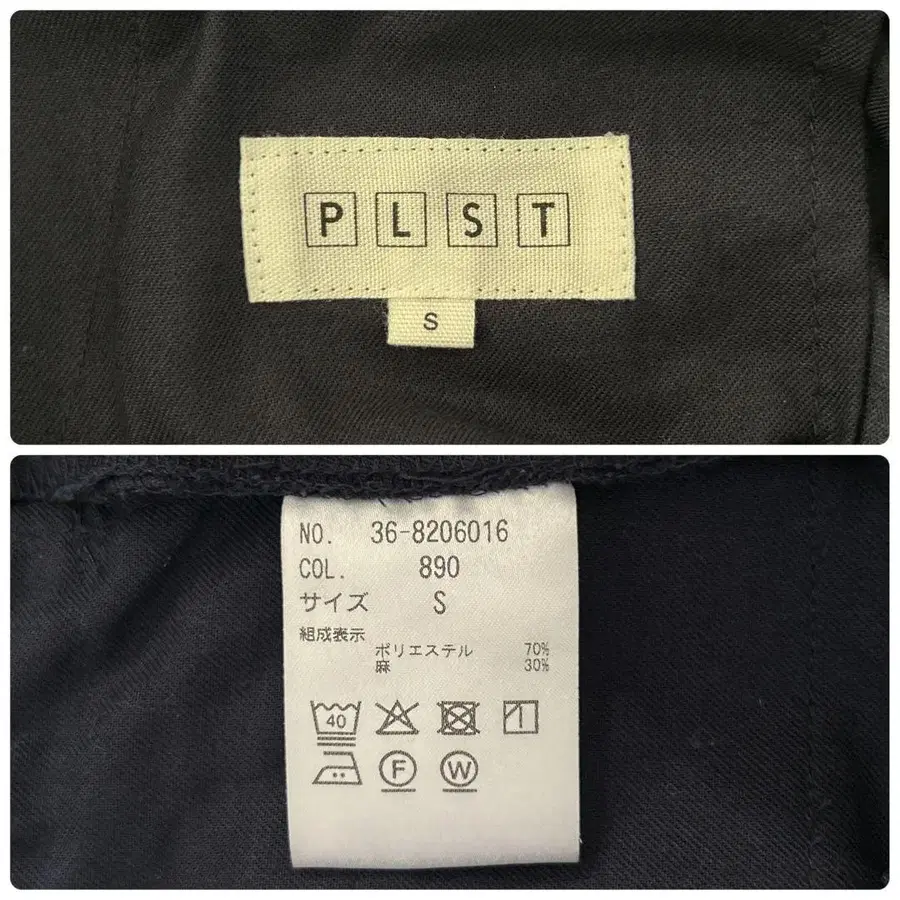 PLST
S
NO. 36-8206016
COL. 890
サイズ S
組成表示
ポリエステル 70%
麻 30%
40
F W